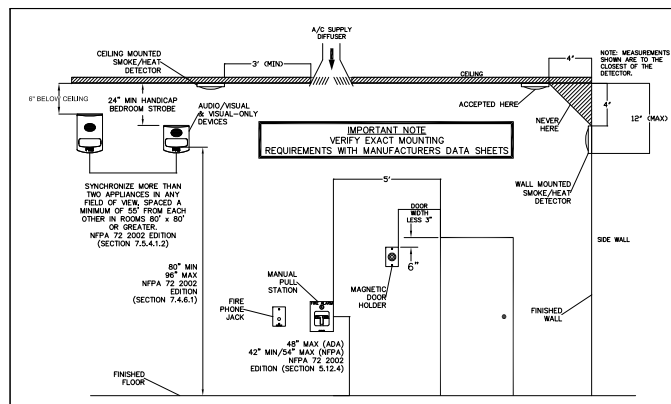 A/C SUPPLY
DIFFUSER
CEILING MOUNTED
SMOKE/HEAT
DETECTOR
3' (MIN)
4'
NOTE: MEASUREMENTS
SHOWN ARE TO THE
CLOSEST OF THE
DETECTOR.
CEILING
6" BELOW CEILING
24" MIN HANDICAP
BEDROOM STROBE
AUDIO/VISUAL
& VISUAL-ONLY
DEVICES
ACCEPTED HERE
NEVER
HERE
4'
12' (MAX)
IMPORTANT NOTE
VERIFY EXACT MOUNTING
REQUIREMENTS WITH MANUFACTURERS DATA SHEETS
WALL MOUNTED
SMOKE/HEAT
DETECTOR
SYNCHRONIZE MORE THAN
TWO APPLIANCES IN ANY
FIELD OF VIEW, SPACED A
MINIMUM OF 55' FROM EACH
OTHER IN ROOMS 80' x 80'
OR GREATER.
NFPA 72 2002 EDITION
(SECTION 7.5.4.1.2)
5'
DOOR
WIDTH
LESS 3"
6"
SIDE WALL
80" MIN
96" MAX
NFPA 72 2002
EDITION
(SECTION 7.4.6.1)
MANUAL
PULL
STATION
MAGNETIC
DOOR
HOLDER
FIRE
PHONE
JACK
FIRE ALARM
FINISHED
WALL
48" MAX (ADA)
42" MIN/54" MAX (NFPA)
NFPA 72 2002
EDITION (SECTION 5.12.4)
FINISHED
FLOOR